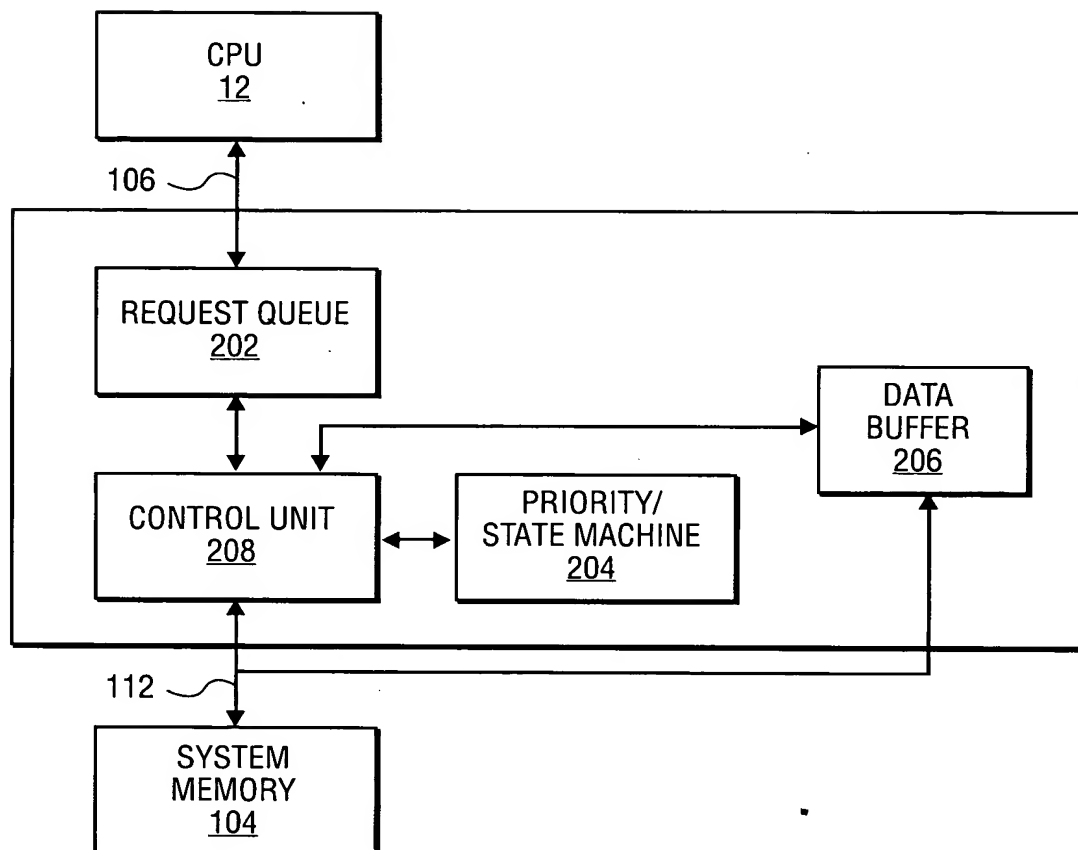 CPU
12
106
REQUEST QUEUE
202
DATA
BUFFER
206
CONTROL UNIT
208
PRIORITY/
STATE MACHINE
204
112
SYSTEM
MEMORY
104